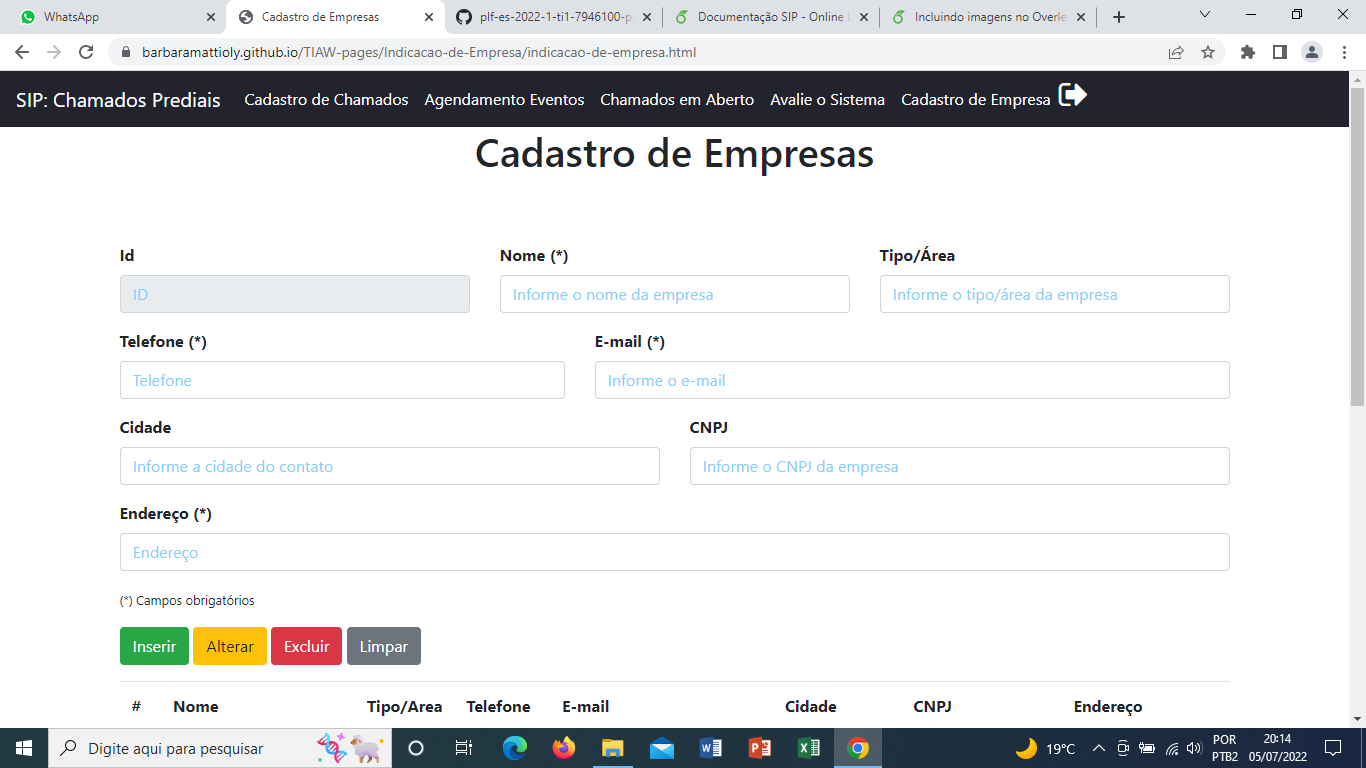 WhatsApp
Cadastro de Empresas
plf-es-2022-1-ti1-7946100-p
Documentação SIP - Online
Incluindo imagens no Overle
barbaramattioly.github.io/TIAW-pages/Indicacao-de-Empresa/indicacao-de-empresa.html
SIP: Chamados Prediais Cadastro de Chamados Agendamento Eventos Chamados em Aberto Avalie o Sistema Cadastro de Empresa
Cadastro de Empresas
Id Nome (*) Tipo/Área
ID Informe o nome da empresa Informe o tipo/área da empresa
Telefone (*) E-mail (*)
Telefone Informe o e-mail
Cidade CNPJ
Informe a cidade do contato Informe o CNPJ da empresa
Endereço (*)
Endereço
(*) Campos obrigatórios
Inserir Alterar Excluir Limpar
# Nome Tipo/Area Telefone E-mail Cidade CNPJ Endereço
Digite aqui para pesquisar
19°C
POR
PTB2
20:14
05/07/2022